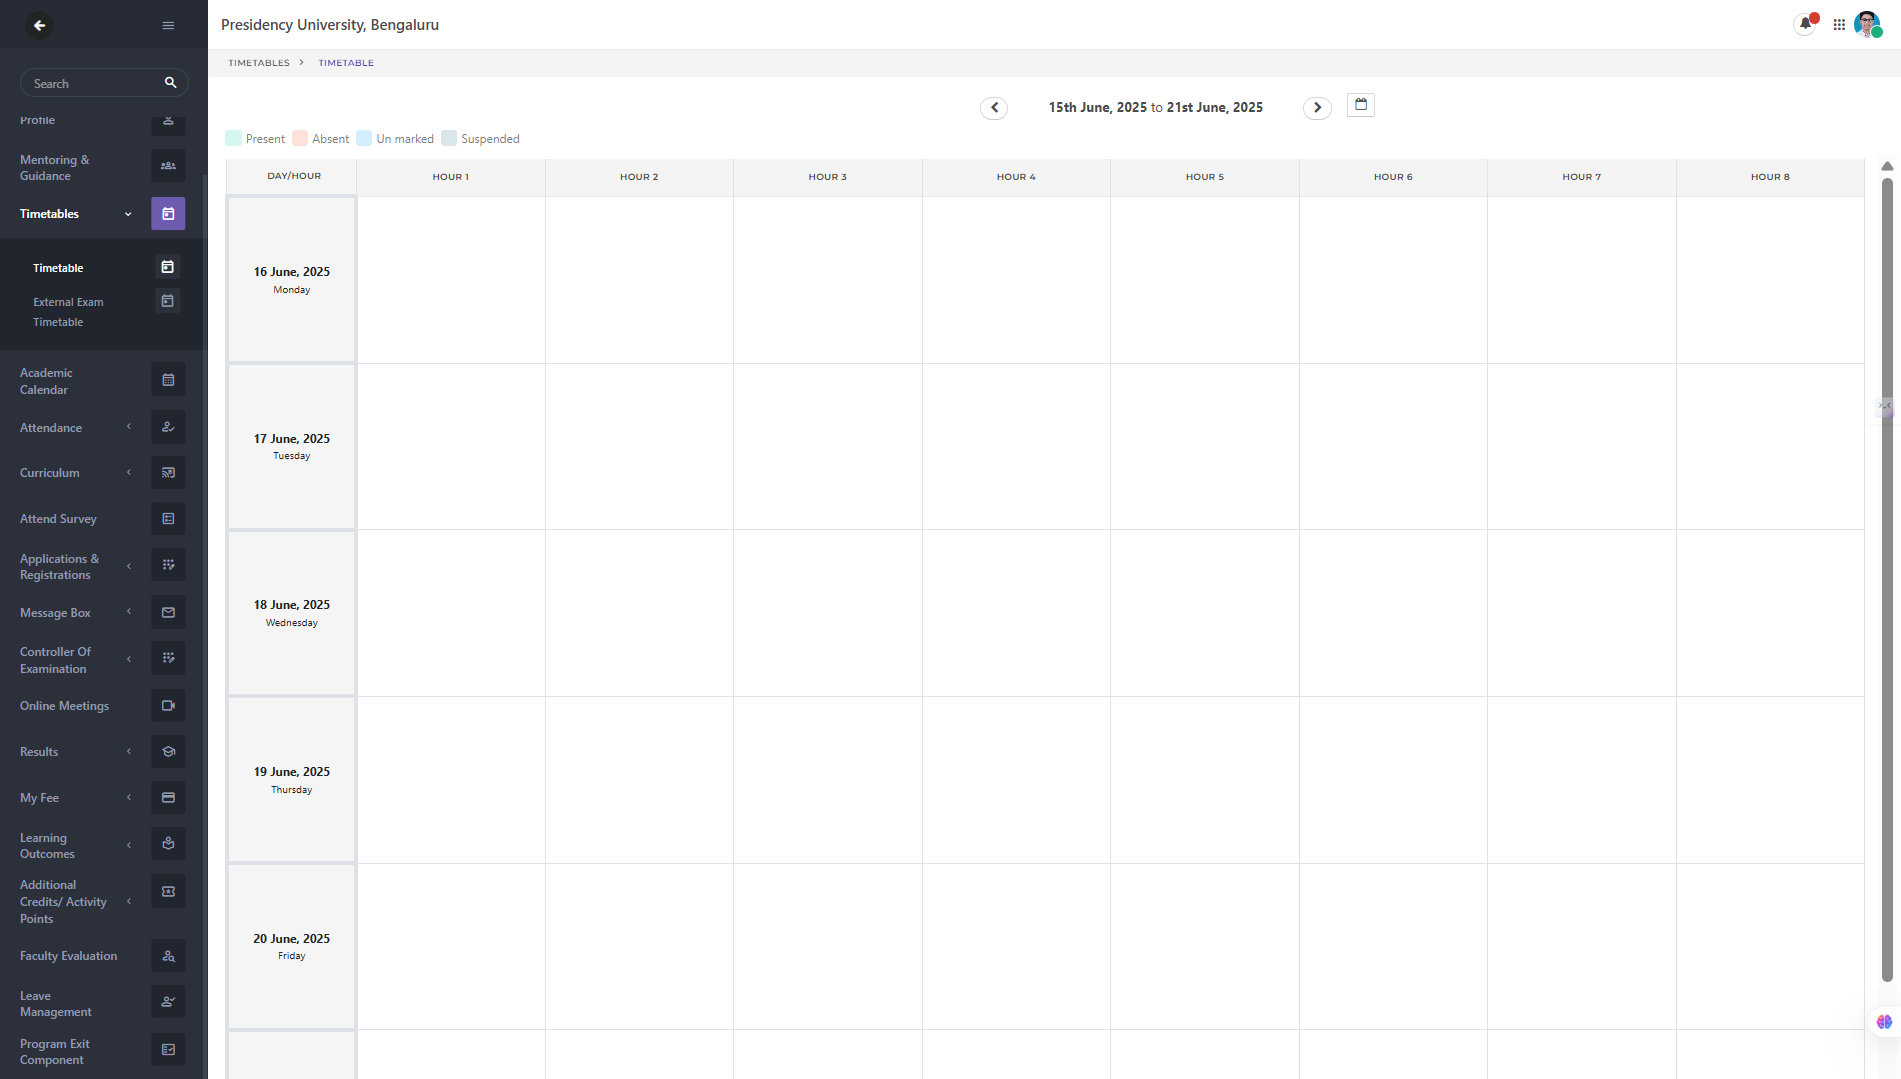 Presidency University, Bengaluru
Search
Profile
Mentoring &
Guidance
Timetables
Timetable
External Exam
Timetable
Academic
Calendar
Attendance
Curriculum
Attend Survey
Applications &
Registrations
Message Box
Controller Of
Examination
Online Meetings
Results
My Fee
Learning
Outcomes
Additional
Credits/ Activity
Points
Faculty Evaluation
Leave
Management
Program Exit
Component
TIMETABLES > TIMETABLE
15th June, 2025 to 21st June, 2025
Present Absent Un marked Suspended
DAY/HOUR HOUR 1 HOUR 2 HOUR 3 HOUR 4 HOUR 5 HOUR 6 HOUR 7 HOUR 8
16 June, 2025
Monday
17 June, 2025
Tuesday
18 June, 2025
Wednesday
19 June, 2025
Thursday
20 June, 2025
Friday